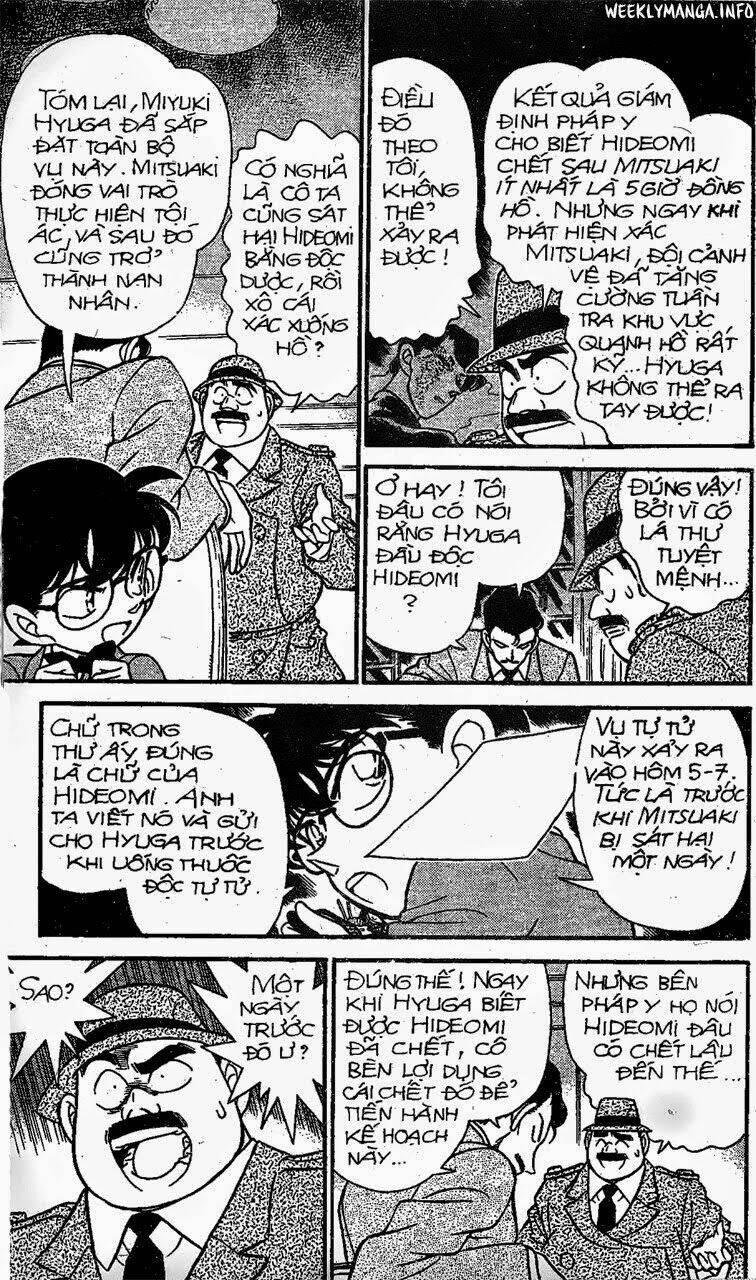 WEEKLYMANGA.INFO
KẾT QUẢ GIÁM
ĐỊNH PHÁP Y
CHO BIẾT HIDEOMI
CHẾT SAU MITSUAKI
ÍT NHẤT LÀ 5 GIỜ ĐỒNG
HỒ. NHƯNG NGAY KHI
PHÁT HIỆN XÁC
MITSUAKI, ĐỘI CẢNH
VỆ ĐÃ TĂNG
CƯỜNG TUẦN
TRA KHU VỰC
QUANH HỒ RẤT
KỸ... HYUGA
KHÔNG THỂ RA
TAY ĐƯỢC!
ĐIỀU
ĐÓ THEO
TÔI,
KHÔNG
THỂ
XẢY RA
ĐƯỢC!
CÓ NGHĨA
LÀ CÔ TA
CŨNG SÁT
HẠI HIDEOMI
BẰNG ĐỘC
DƯỢC, RỒI
XÔ CÁI
XÁC XUỐNG
HỒ?
TÓM LẠI, MIYUKI
HYUGA ĐÃ SẮP
ĐẶT TOÀN BỘ
VỤ NÀY. MITSUAKI
ĐÓNG VAI TRÒ
THỰC HIỆN TỘI
ÁC, VÀ SAU ĐÓ
CŨNG TRỞ
THÀNH NẠN
NHÂN.
ĐÚNG VẬY!
BỞI VÌ CÓ
LÁ THƯ
TUYỆT
MỆNH...
Ơ HAY! TÔI
ĐÂU CÓ NÓI
RẰNG HYUGA
ĐẦU ĐỘC
HIDEOMI
?
VỤ TỰ TỬ
NÀY XẢY RA
VÀO HÔM 5-7.
TỨC LÀ TRƯỚC
KHI MITSUAKI
BỊ SÁT HẠI
MỘT NGÀY!
CHỮ TRONG
THƯ ẤY, ĐÚNG
LÀ CHỮ CỦA
HIDEOMI. ANH
TA VIẾT NÓ VÀ GỬI
CHO HYUGA TRƯỚC
KHI UỐNG THUỐC
ĐỘC TỰ TỬ.
NHƯNG BÊN
PHÁP Y HỌ NÓI
HIDEOMI ĐÂU
CÓ CHẾT LÂU
ĐẾN THẾ...
ĐÚNG THẾ! NGAY
KHI HYUGA BIẾT
ĐƯỢC HIDEOMI
ĐÃ CHẾT, CÔ
BÈN LỢI DỤNG
CÁI CHẾT ĐÓ ĐỂ
TIẾN HÀNH
KẾ HOẠCH
NÀY...
MỘT
NGÀY
TRƯỚC
ĐÓ Ư?
SAO?